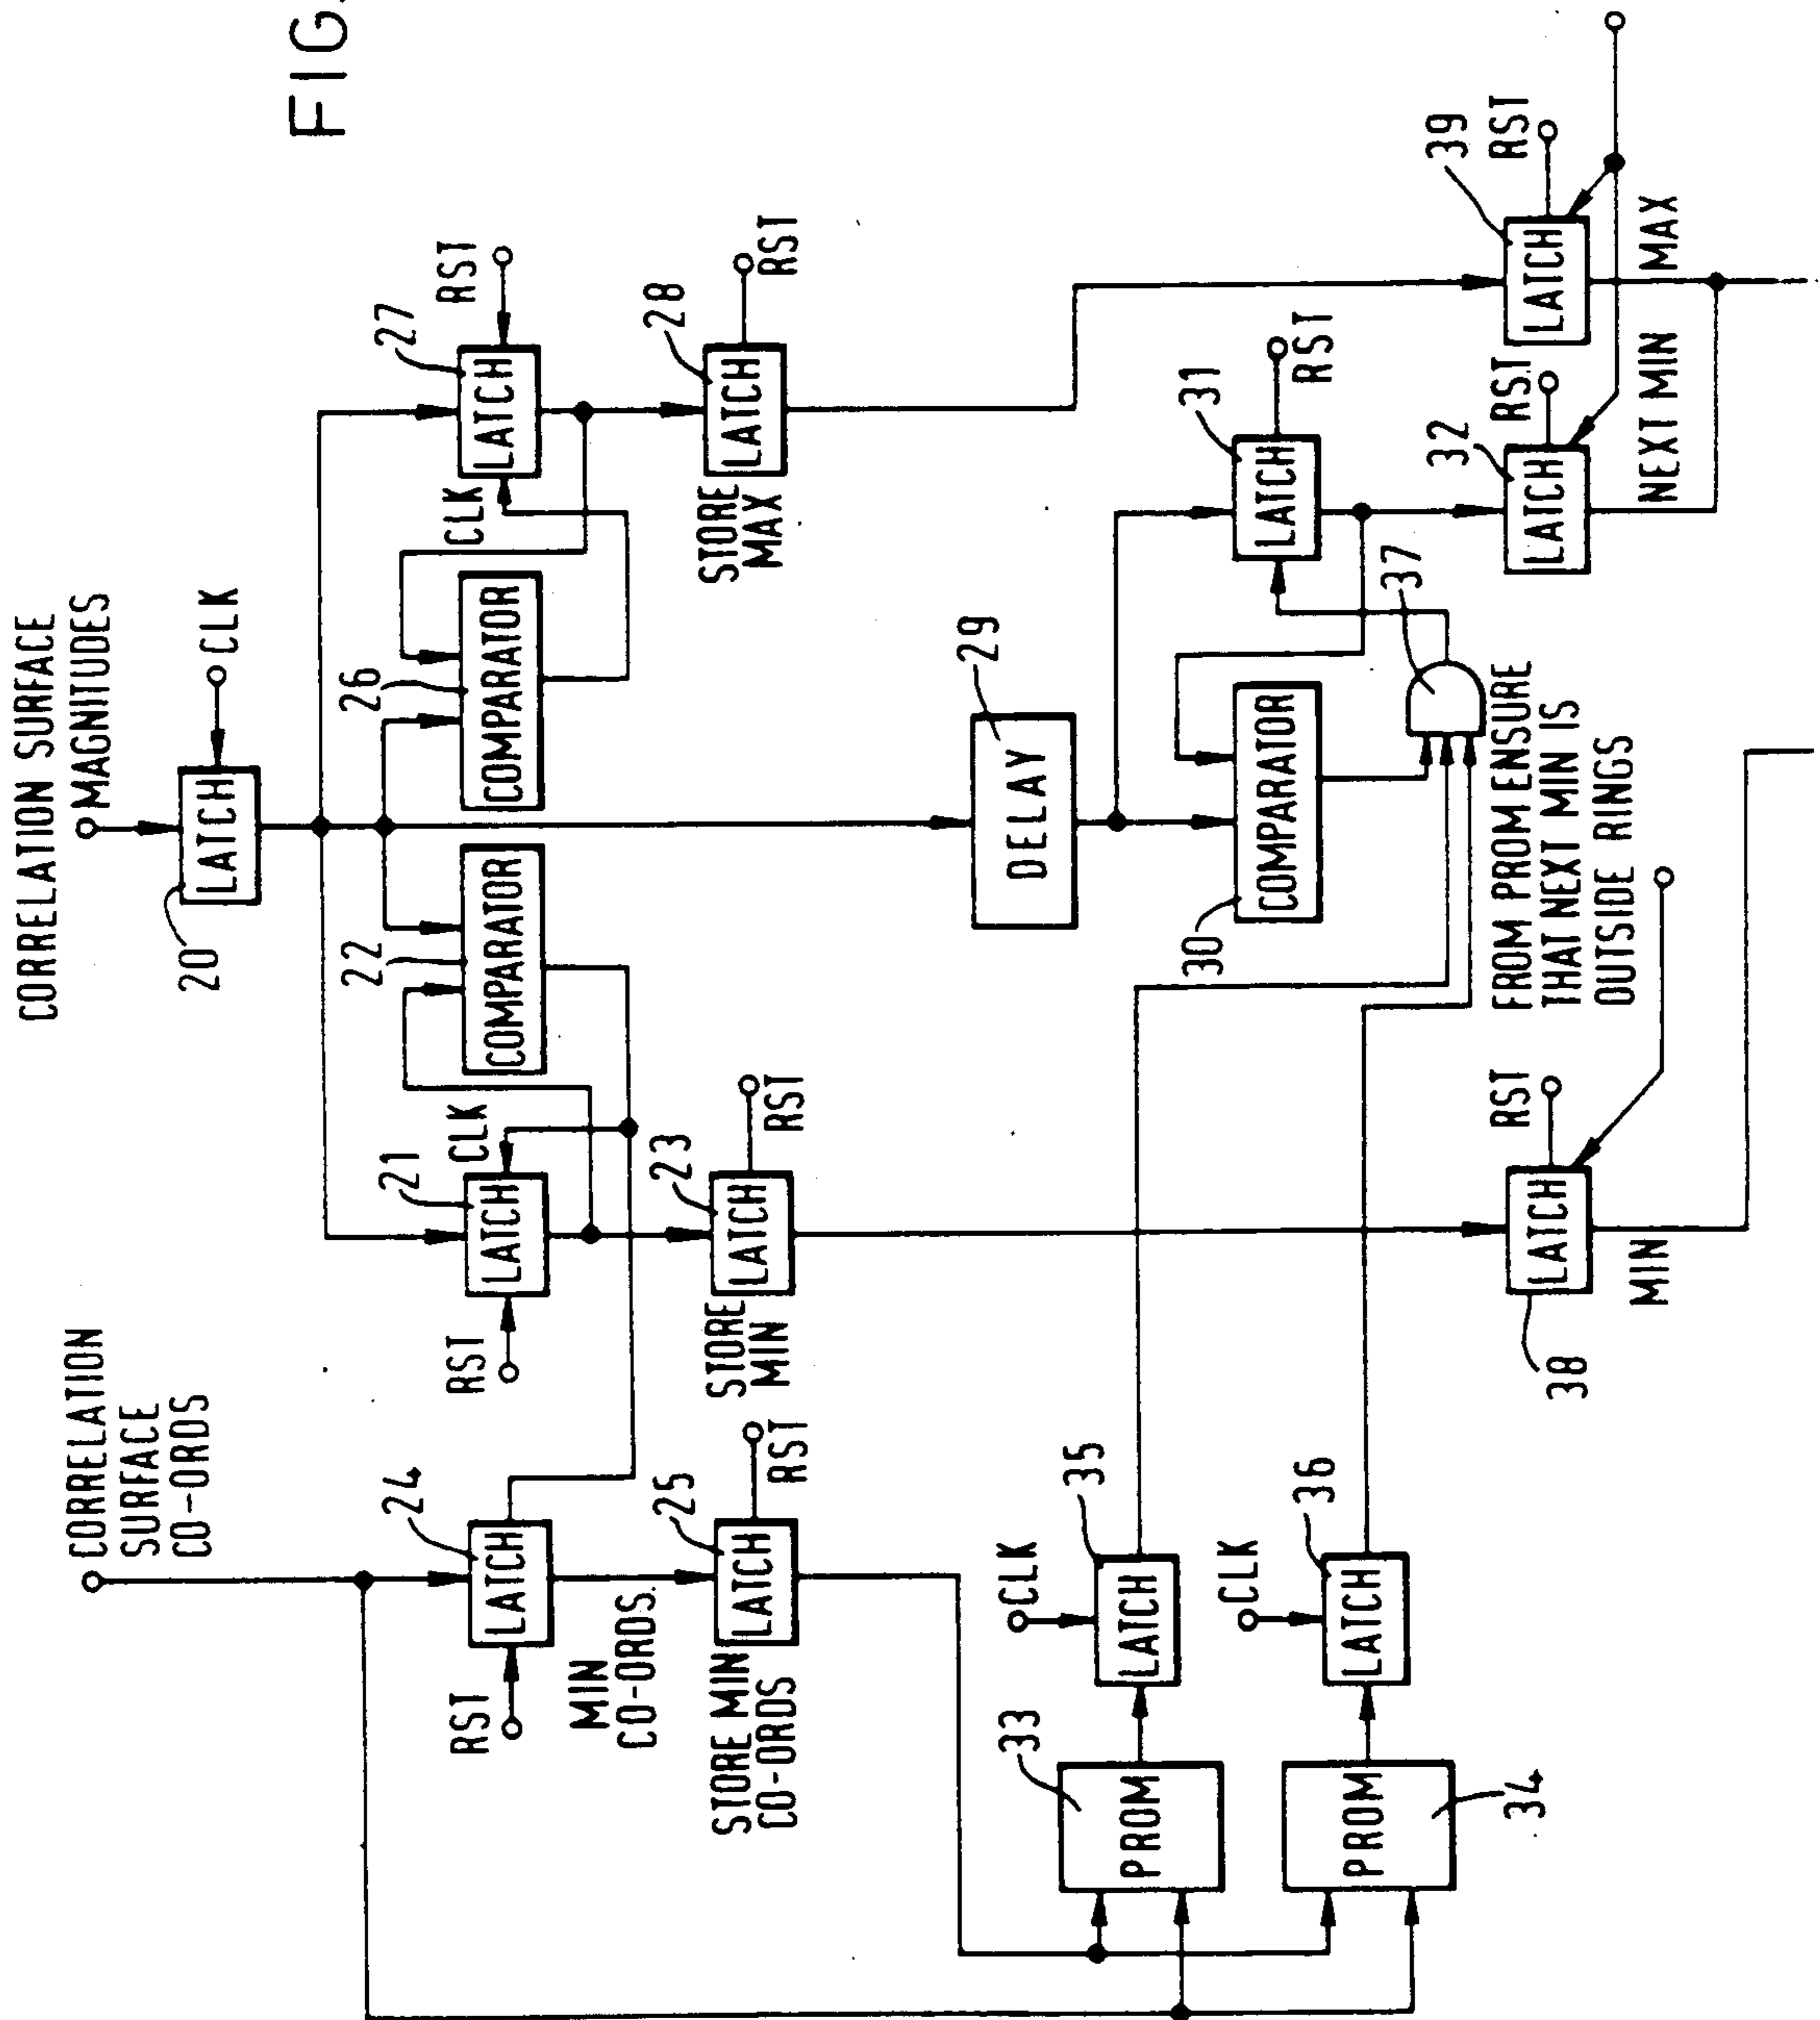 FIG.
CORRELATION SURFACE
MAGNITUDES
CLK
LATCH
20
CORRELATION
SURFACE
CO-ORDS
24
LATCH
RST
MIN
CO-ORDS.
21
LATCH
CLK
RST
22
COMPARATOR
26
COMPARATOR
27
LATCH
CLK
RST
25
LATCH
RST
STORE MIN
CO-ORDS
23
LATCH
RST
STORE
MIN
28
LATCH
RST
STORE
MAX
29
DELAY
33
PROM
35
LATCH
CLK
34
PROM
36
LATCH
CLK
30
COMPARATOR
31
LATCH
RST
37
FROM PROM ENSURE
THAT NEXT MIN IS
OUTSIDE RINGS
38
LATCH
RST
MIN
32
LATCH
RST
NEXT MIN
39
LATCH
RST
MAX